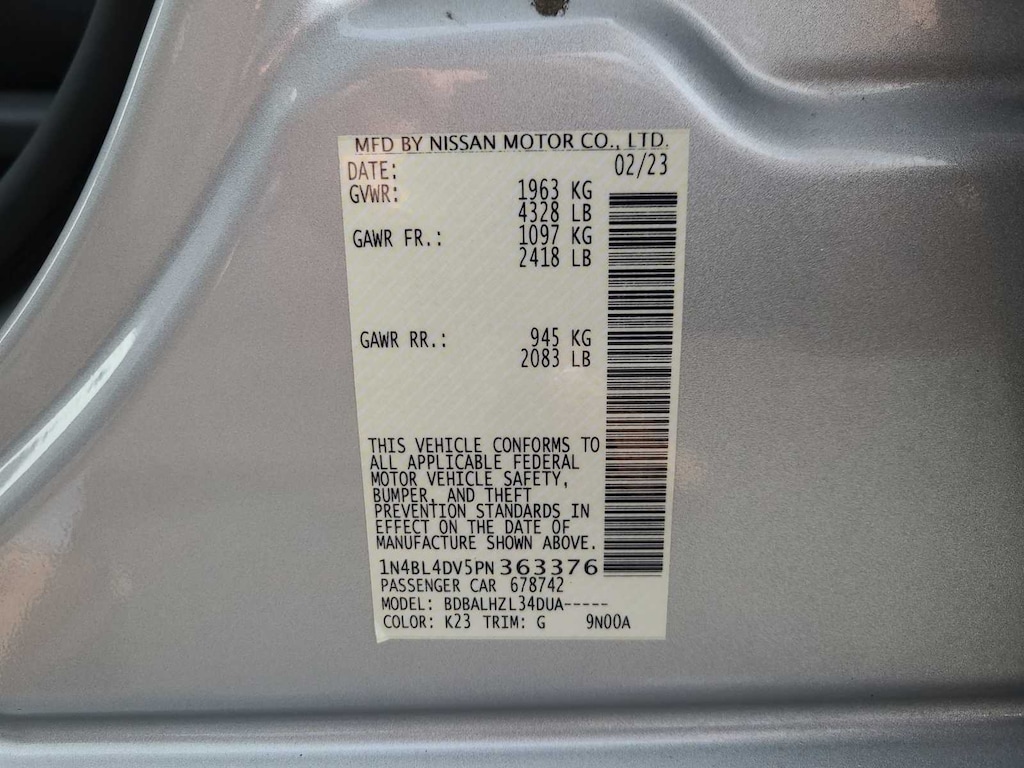 MFD BY NISSAN MOTOR CO., LTD.
DATE: 02/23
GVWR: 1963 KG
4328 LB
GAWR FR.: 1097 KG
2418 LB
GAWR RR.: 945 KG
2083 LB
THIS VEHICLE CONFORMS TO
ALL APPLICABLE FEDERAL
MOTOR VEHICLE SAFETY,
BUMPER, AND THEFT
PREVENTION STANDARDS IN
EFFECT ON THE DATE OF
MANUFACTURE SHOWN ABOVE.
1N4BL4DV5PN363376
PASSENGER CAR 678742
MODEL: BDBALHZL34DUA-----
COLOR: K23 TRIM: G 9N00A